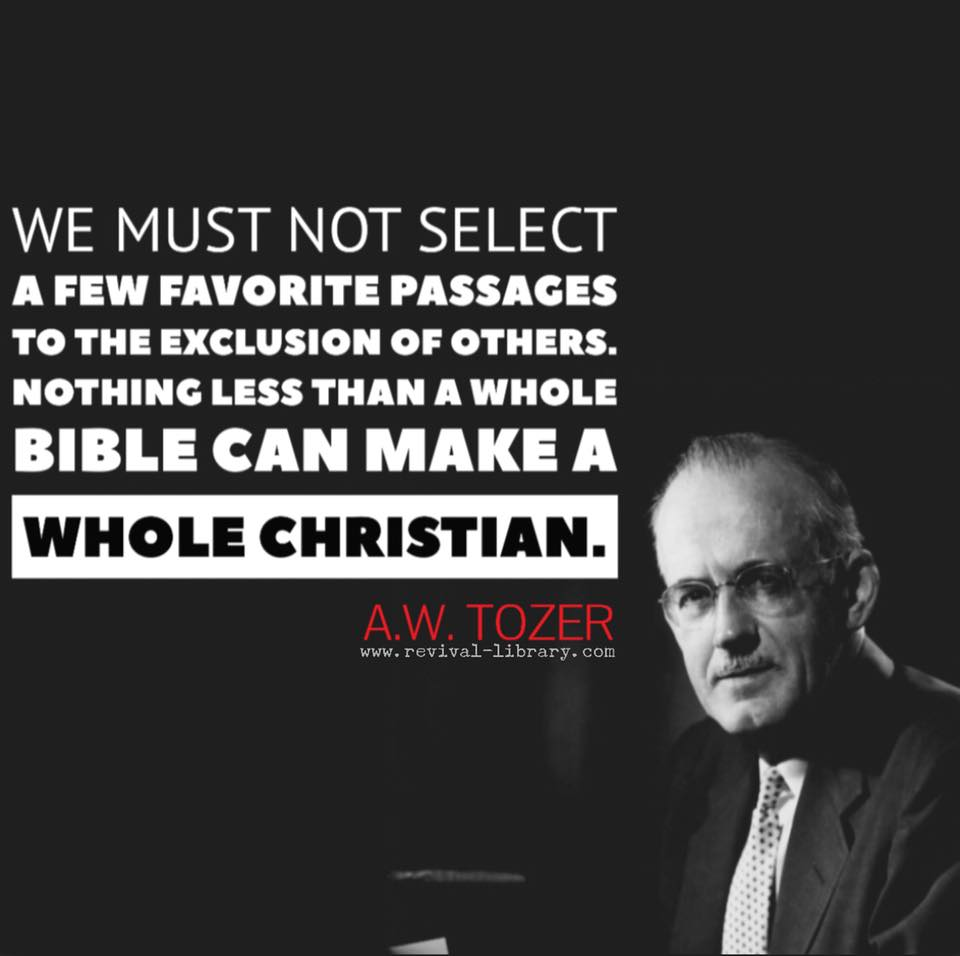 WE MUST NOT SELECT
A FEW FAVORITE PASSAGES
TO THE EXCLUSION OF OTHERS.
NOTHING LESS THAN A WHOLE
BIBLE CAN MAKE A
WHOLE CHRISTIAN.
A.W. TOZER
www.revival-library.com